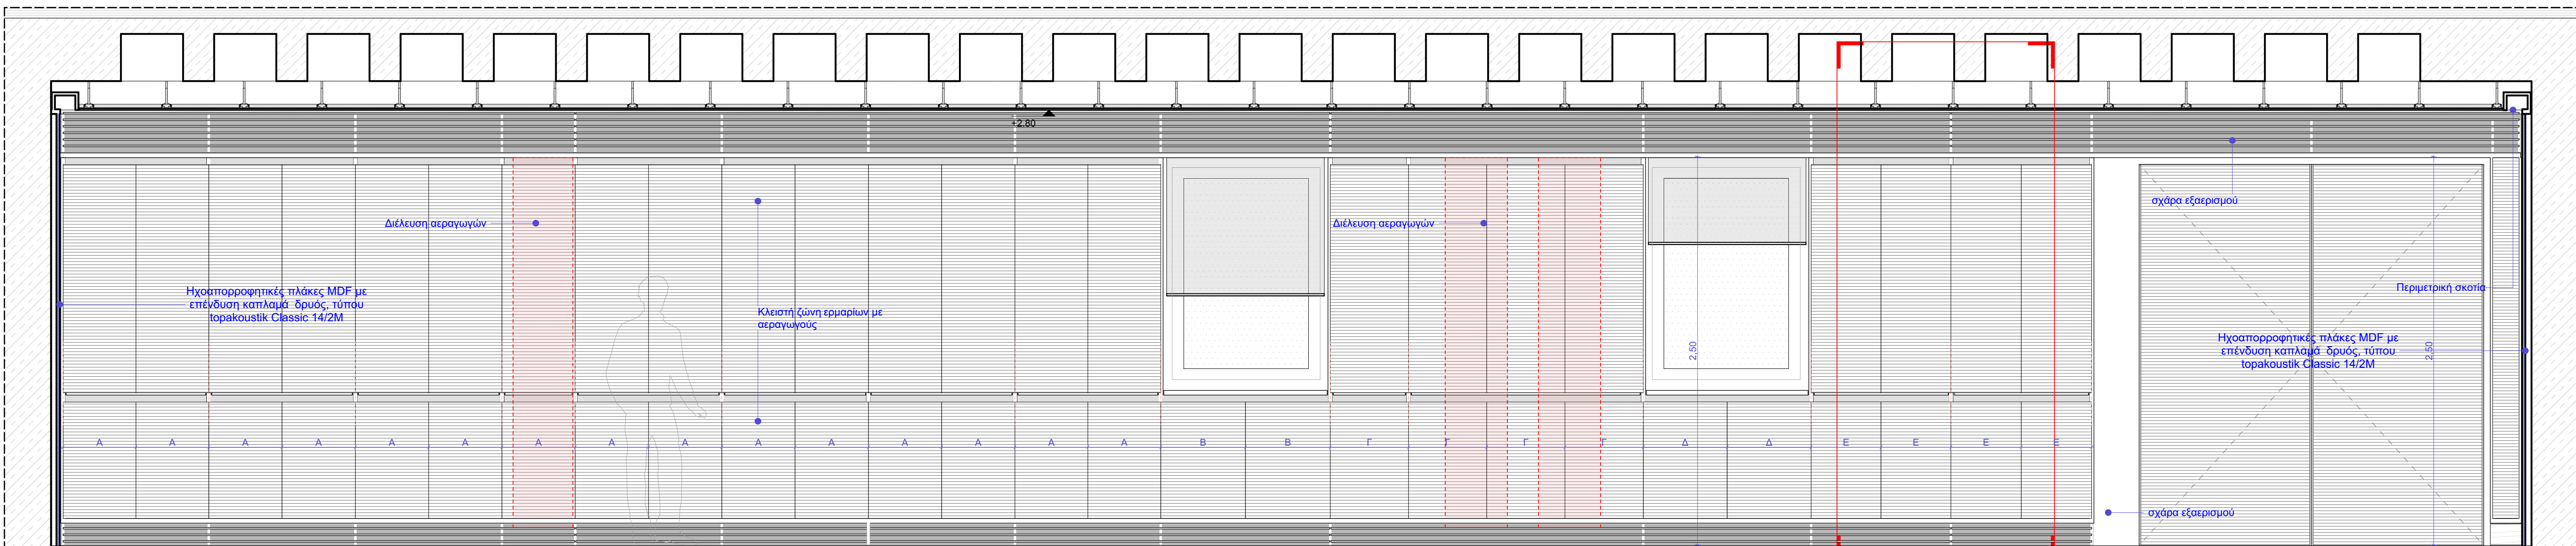 +2.80
σχάρα εξαερισμού
Διέλευση αεραγωγών
Διέλευση αεραγωγών
Ηχοαπορροφητικές πλάκες MDF με
επένδυση καπλαμά δρυός, τύπου
topakoustik Classic 14/2M
Περιμετρική σκοτία
Κλειστή ζώνη ερμαρίων με
αεραγωγούς
Ηχοαπορροφητικές πλάκες MDF με
επένδυση καπλαμά δρυός, τύπου
topakoustik Classic 14/2M
2,50
2,50
Α Α Α Α Α Α Α Α Α Α Α Α Α Α Α Β Β Γ Γ Γ Γ Δ Δ Ε Ε Ε Ε
σχάρα εξαερισμού